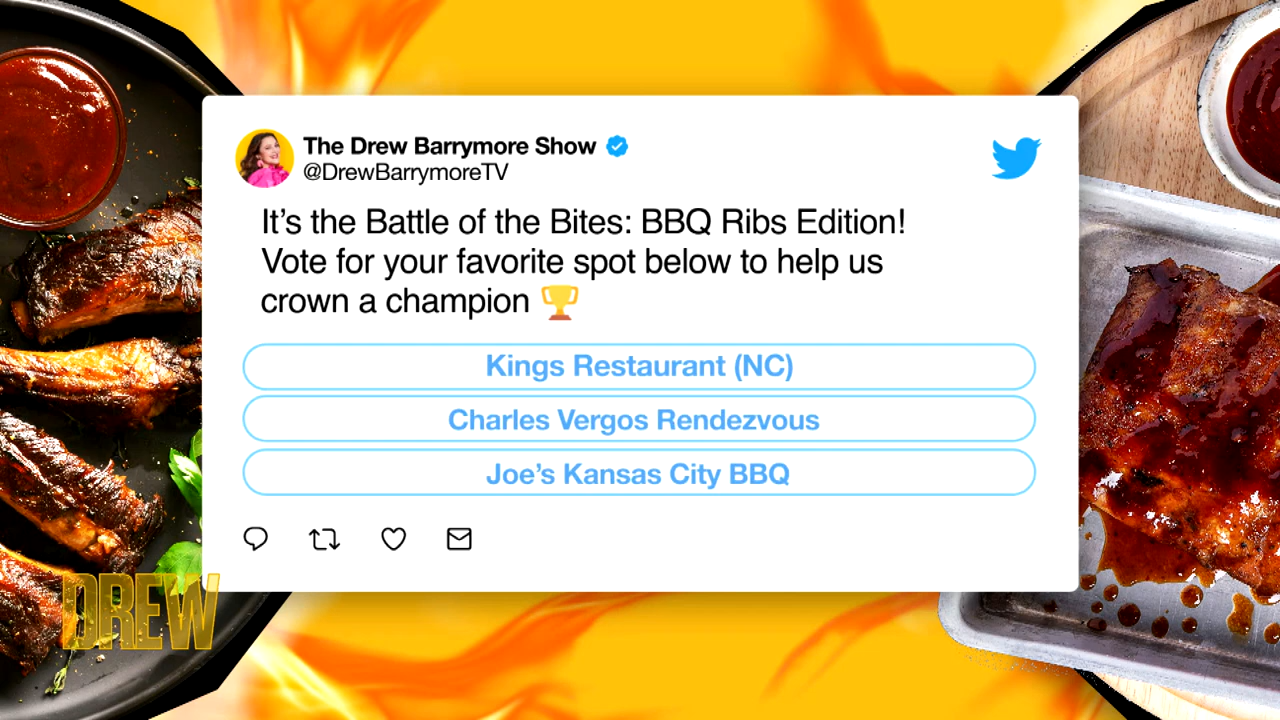 The Drew Barrymore Show
@DrewBarrymoreTV
It’s the Battle of the Bites: BBQ Ribs Edition!
Vote for your favorite spot below to help us
crown a champion 🏆
Kings Restaurant (NC)
Charles Vergos Rendezvous
Joe’s Kansas City BBQ
DREW